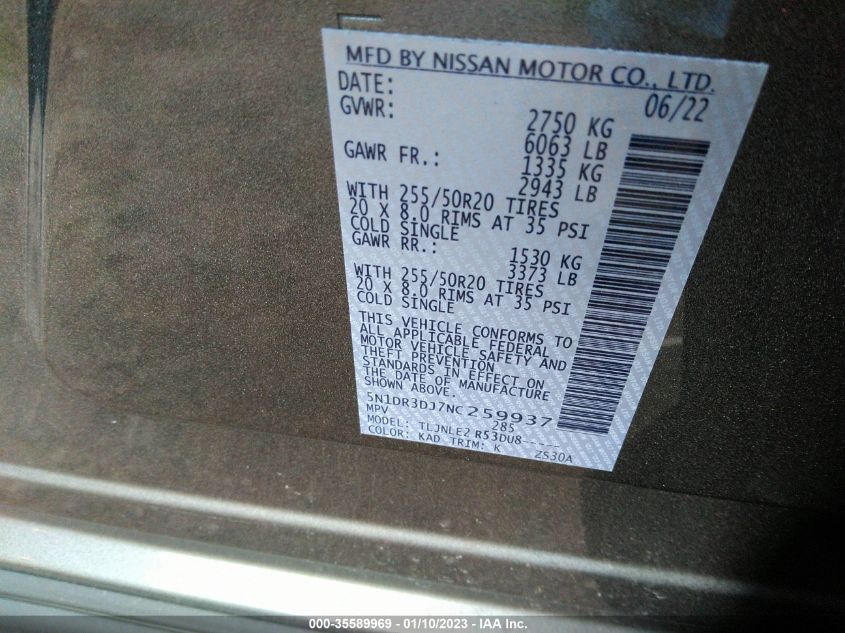 MFD BY NISSAN MOTOR CO., LTD.
DATE: 06/22
GVWR: 2750 KG
6063 LB
GAWR FR.: 1335 KG
2943 LB
WITH 255/50R20 TIRES
20 X 8.0 RIMS AT 35 PSI
COLD SINGLE
GAWR RR.: 1530 KG
3373 LB
WITH 255/50R20 TIRES
20 X 8.0 RIMS AT 35 PSI
COLD SINGLE
THIS VEHICLE CONFORMS TO
ALL APPLICABLE FEDERAL
MOTOR VEHICLE SAFETY AND
THEFT PREVENTION
STANDARDS IN EFFECT ON
THE DATE OF MANUFACTURE
SHOWN ABOVE.
5N1DR3DJ7NC259937
MPV 285
MODEL: TLJNLE2 R53DU8-----
COLOR: KAD TRIM: K ZS30A
000-35589969 - 01/10/2023 - IAA Inc.